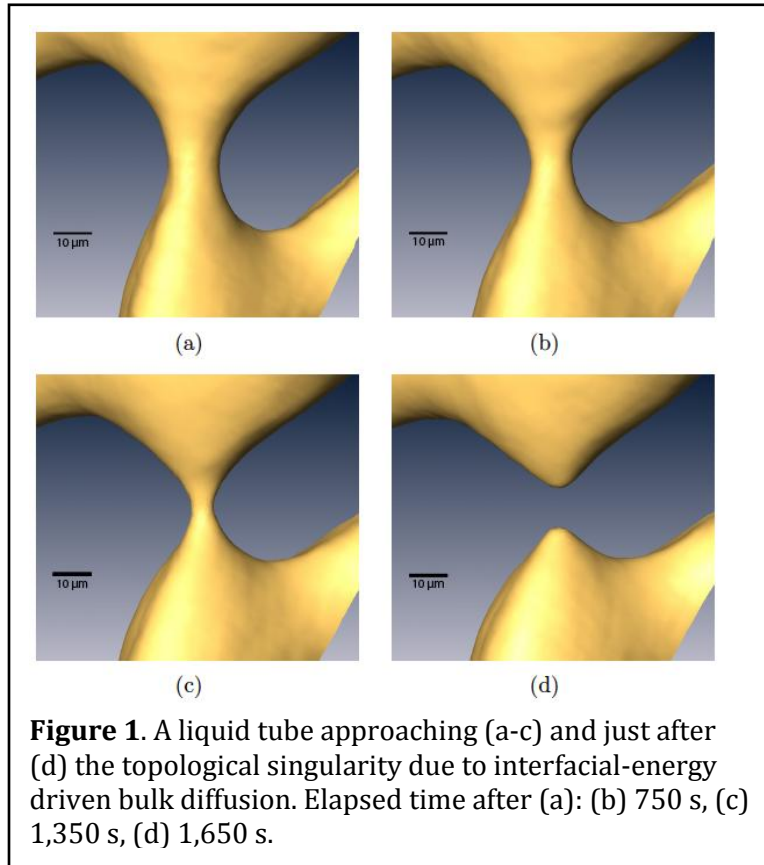 10 µm
10 µm
(a)
(b)
10 µm
10 µm
(c)
(d)
Figure 1. A liquid tube approaching (a-c) and just after
(d) the topological singularity due to interfacial-energy
driven bulk diffusion. Elapsed time after (a): (b) 750 s, (c)
1,350 s, (d) 1,650 s.